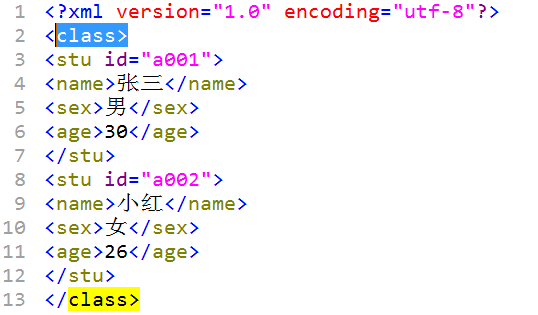 1 <?xml version="1.0" encoding="utf-8"?>
2 <class>
3 <stu id="a001">
4 <name>张三</name>
5 <sex>男</sex>
6 <age>30</age>
7 </stu>
8 <stu id="a002">
9 <name>小红</name>
10 <sex>女</sex>
11 <age>26</age>
12 </stu>
13 </class>